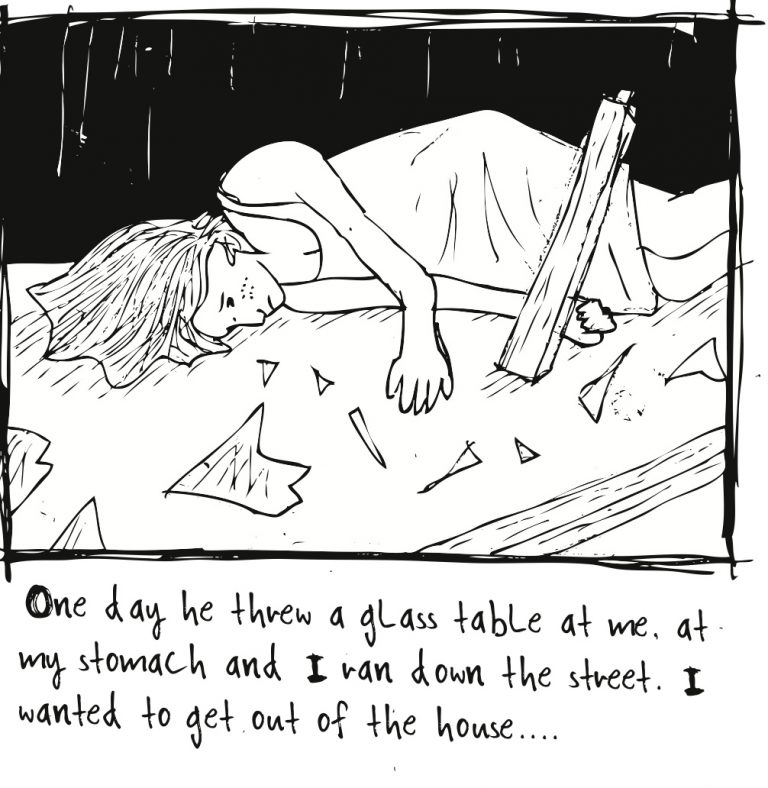 One day he threw a glass table at me. at
my stomach and I ran down the street. I
wanted to get out of the house....